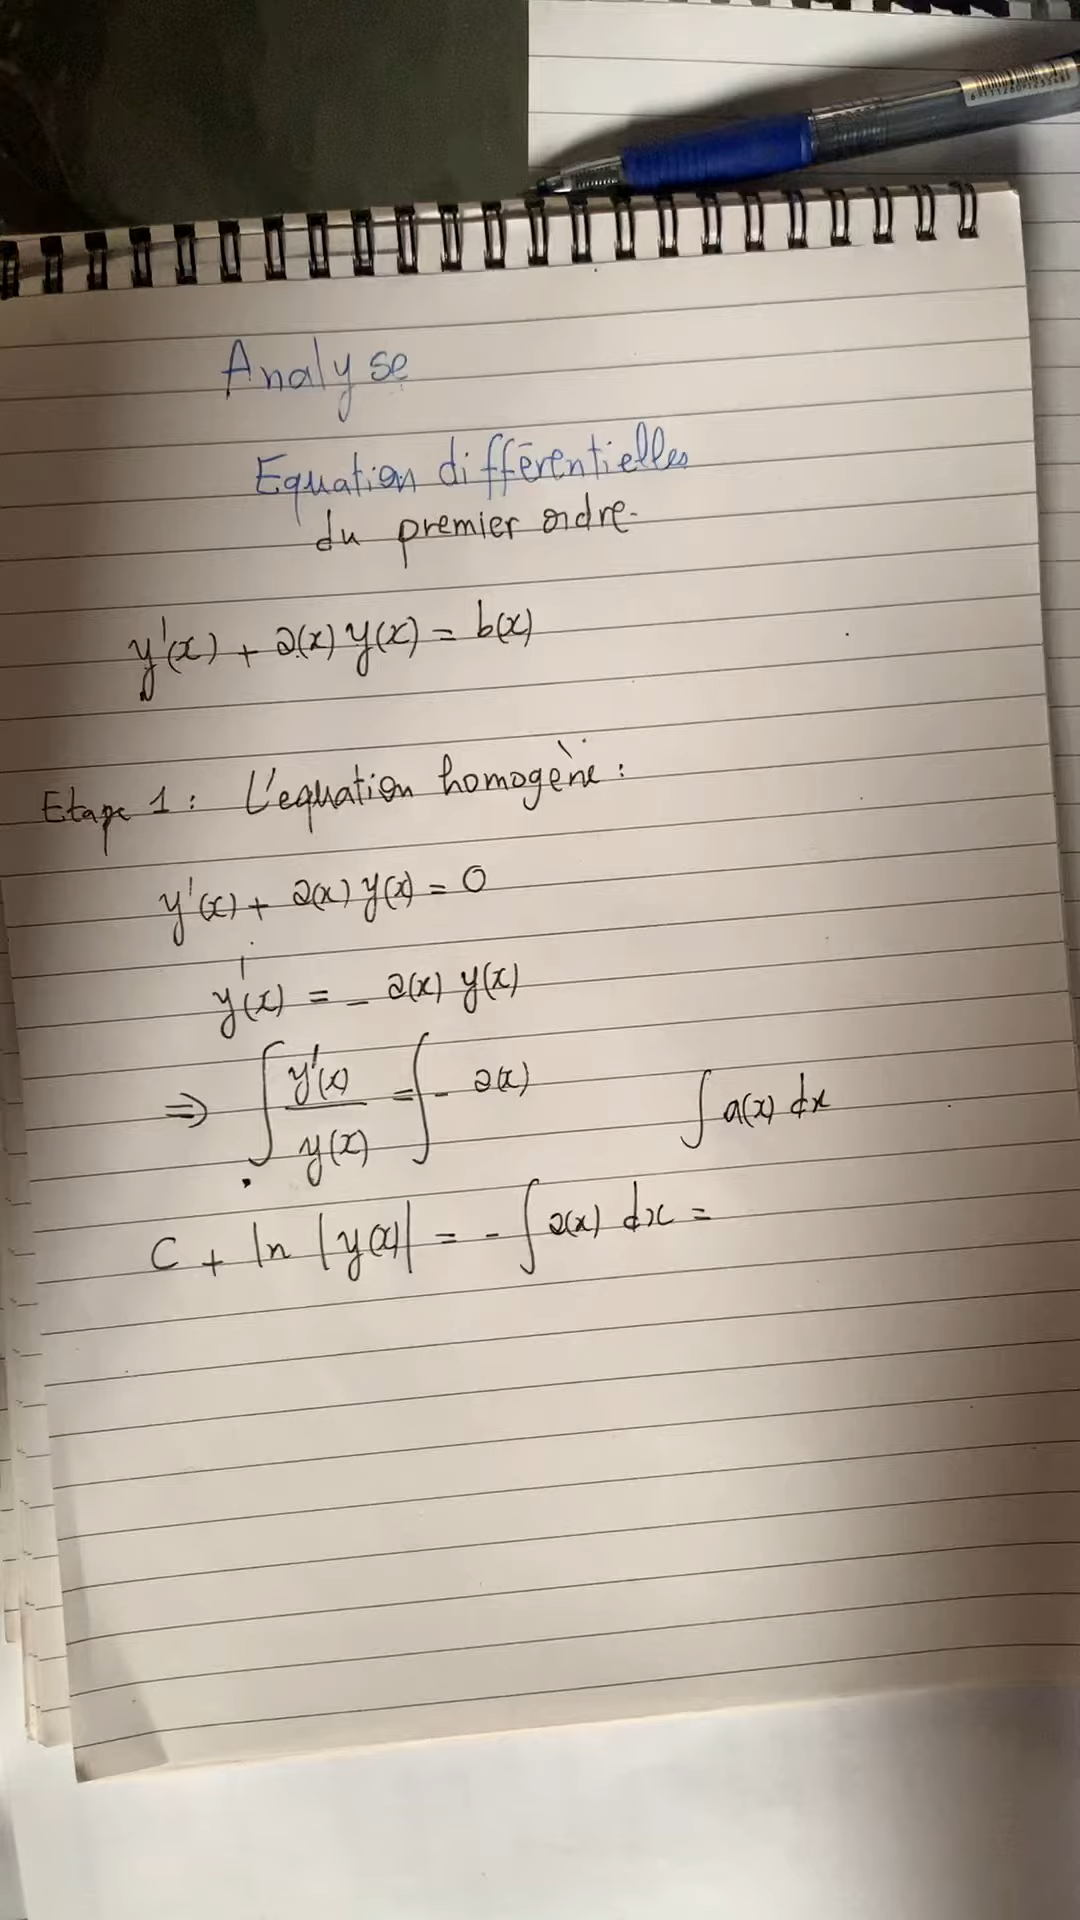 Analyse
Equation différentielles
du premier ordre.
y'(x) + a(x) y(x) = b(x)
Etape 1 : L'equation homogène :
y'(x) + a(x) y(x) = 0
y'(x) = - a(x) y(x)
⇒ ∫ y'(x) / y(x) = ∫ - a(x)
∫ a(x) dx
C + ln |y(x)| = - ∫ a(x) dx =